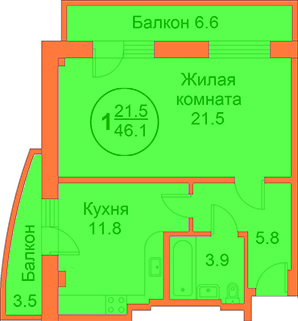 Балкон 6.6
Жилая
комната
21.5
1 21.5
46.1
Кухня
11.8
5.8
3.9
Балкон
3.5